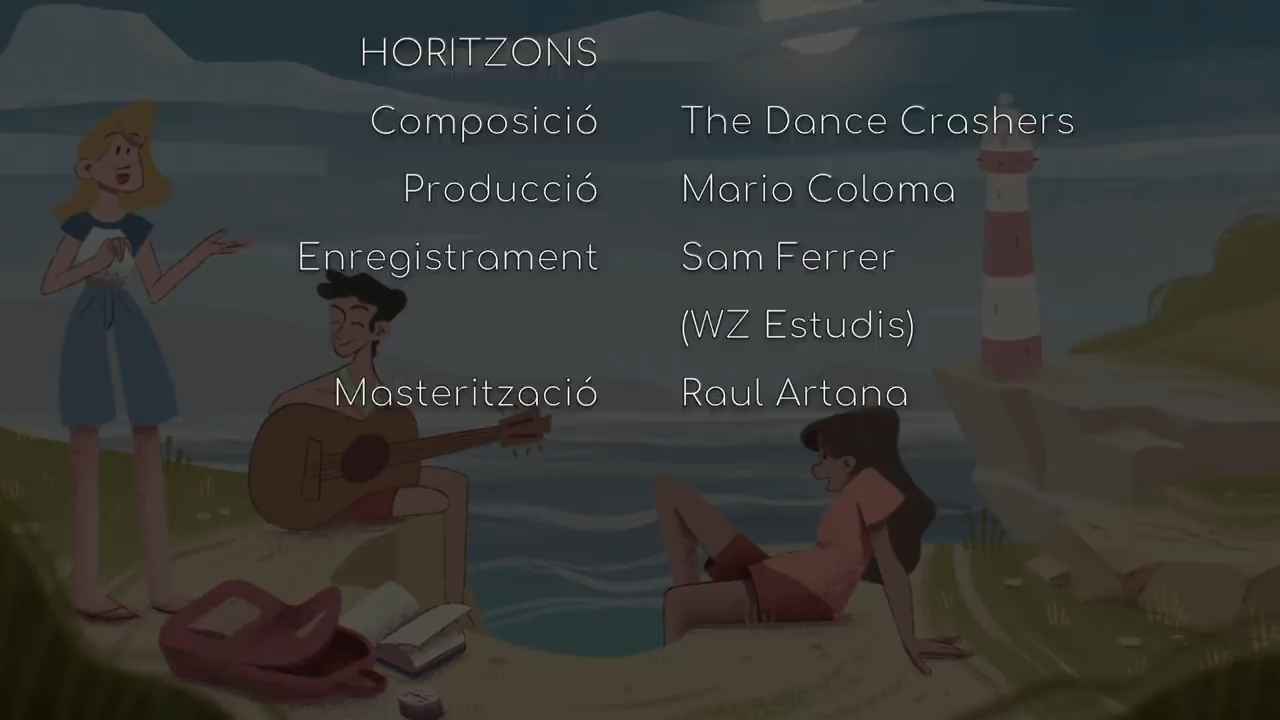 HORITZONS
Composició The Dance Crashers
Producció Mario Coloma
Enregistrament Sam Ferrer
(WZ Estudis)
Masterització Raul Artana